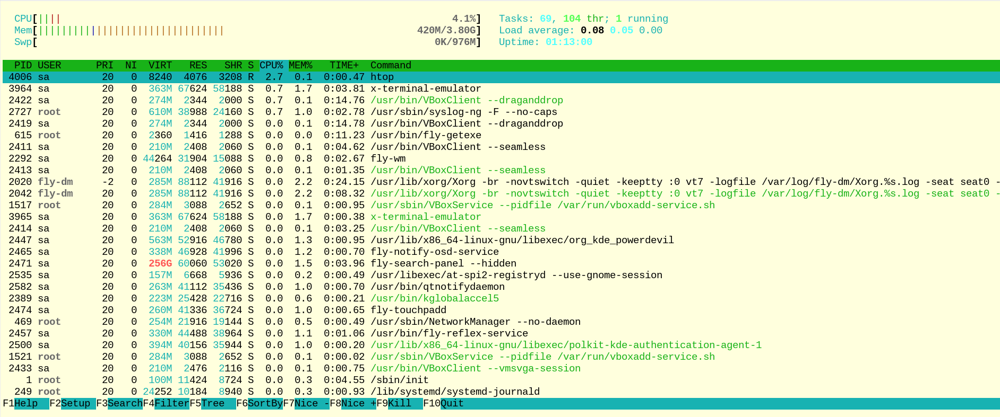 CPU[|||| 4.1%] Tasks: 69, 104 thr; 1 running
Mem[|||||||||||||||||||||||||||||||| 420M/3.80G] Load average: 0.08 0.05 0.00
Swp[ 0K/976M] Uptime: 01:13:00
PID USER PRI NI VIRT RES SHR S CPU% MEM% TIME+ Command
4006 sa 20 0 8240 4076 3208 R 2.7 0.1 0:00.47 htop
3964 sa 20 0 363M 67624 58188 S 0.7 1.7 0:03.81 x-terminal-emulator
2422 sa 20 0 274M 2344 2000 S 0.7 0.1 0:14.76 /usr/bin/VBoxClient --draganddrop
2727 root 20 0 610M 38988 24160 S 0.7 1.0 0:02.78 /usr/sbin/syslog-ng -F --no-caps
2419 sa 20 0 274M 2344 2000 S 0.0 0.1 0:14.78 /usr/bin/VBoxClient --draganddrop
615 root 20 0 2360 1416 1288 S 0.0 0.0 0:11.23 /usr/bin/fly-getexe
2411 sa 20 0 210M 2408 2060 S 0.0 0.1 0:04.62 /usr/bin/VBoxClient --seamless
2292 sa 20 0 44264 31904 15088 S 0.0 0.8 0:02.67 fly-wm
2413 sa 20 0 210M 2408 2060 S 0.0 0.1 0:01.35 /usr/bin/VBoxClient --seamless
2020 fly-dm -2 0 285M 88112 41916 S 0.0 2.2 0:24.15 /usr/lib/xorg/Xorg -br -novtswitch -quiet -keeptty :0 vt7 -logfile /var/log/fly-dm/Xorg.%s.log -seat seat0 -
2042 fly-dm 20 0 285M 88112 41916 S 0.0 2.2 0:08.32 /usr/lib/xorg/Xorg -br -novtswitch -quiet -keeptty :0 vt7 -logfile /var/log/fly-dm/Xorg.%s.log -seat seat0 -
1517 root 20 0 284M 3088 2652 S 0.0 0.1 0:00.95 /usr/sbin/VBoxService --pidfile /var/run/vboxadd-service.sh
3965 sa 20 0 363M 67624 58188 S 0.0 1.7 0:00.38 x-terminal-emulator
2414 sa 20 0 210M 2408 2060 S 0.0 0.1 0:03.25 /usr/bin/VBoxClient --seamless
2447 sa 20 0 563M 52916 46780 S 0.0 1.3 0:00.95 /usr/lib/x86_64-linux-gnu/libexec/org_kde_powerdevil
2465 sa 20 0 338M 46928 41996 S 0.0 1.2 0:00.70 fly-notify-osd-service
2471 sa 20 0 256G 60060 53020 S 0.0 1.5 0:03.96 fly-search-panel --hidden
2535 sa 20 0 157M 6668 5936 S 0.0 0.2 0:00.49 /usr/libexec/at-spi2-registryd --use-gnome-session
2582 sa 20 0 263M 41112 35436 S 0.0 1.0 0:00.70 /usr/bin/qtnotifydaemon
2389 sa 20 0 223M 25428 22716 S 0.0 0.6 0:00.21 /usr/bin/kglobalaccel5
2474 sa 20 0 260M 41336 36724 S 0.0 1.0 0:00.65 fly-touchpadd
469 root 20 0 254M 21916 19144 S 0.0 0.5 0:00.49 /usr/sbin/NetworkManager --no-daemon
2457 sa 20 0 330M 44488 38964 S 0.0 1.1 0:01.06 /usr/bin/fly-reflex-service
2500 sa 20 0 394M 40156 35944 S 0.0 1.0 0:00.20 /usr/lib/x86_64-linux-gnu/libexec/polkit-kde-authentication-agent-1
1521 root 20 0 284M 3088 2652 S 0.0 0.1 0:00.02 /usr/sbin/VBoxService --pidfile /var/run/vboxadd-service.sh
2433 sa 20 0 210M 2476 2116 S 0.0 0.1 0:00.75 /usr/bin/VBoxClient --vmsvga-session
1 root 20 0 100M 11424 8724 S 0.0 0.3 0:04.55 /sbin/init
249 root 20 0 24252 10184 8940 S 0.0 0.3 0:00.93 /lib/systemd/systemd-journald
F1Help F2Setup F3SearchF4FilterF5Tree F6SortByF7Nice -F8Nice +F9Kill F10Quit